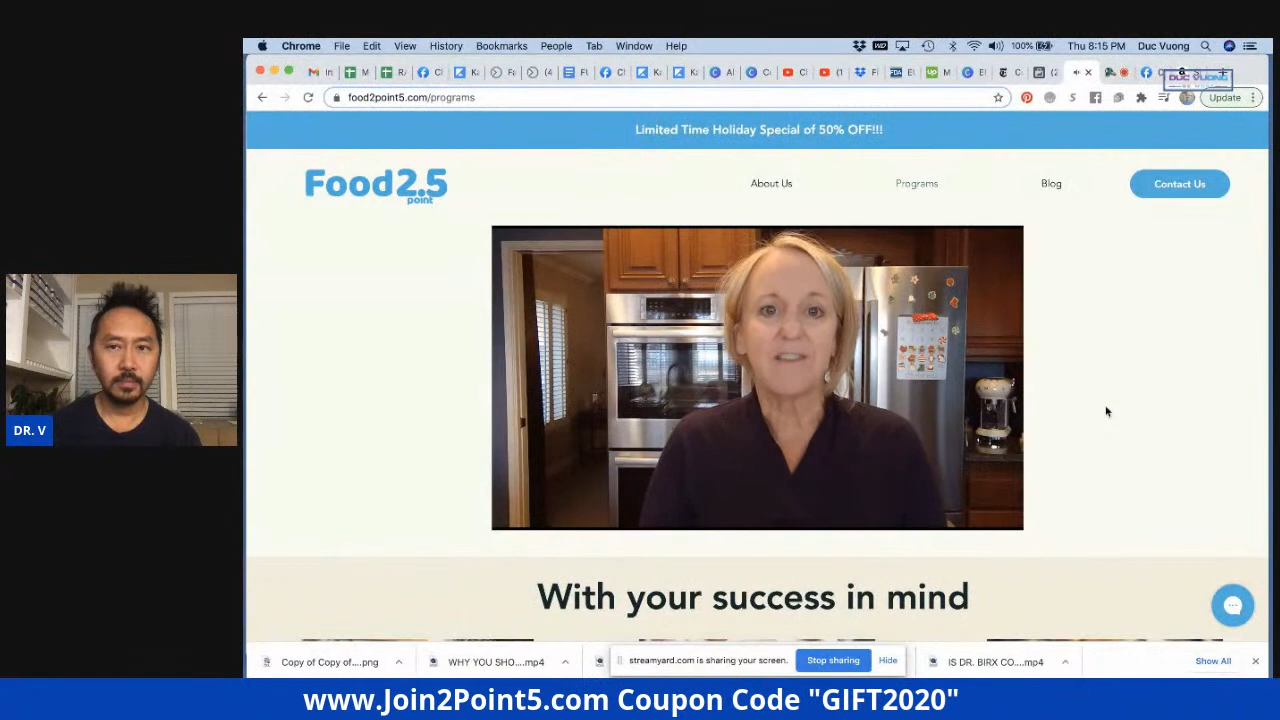 Chrome File Edit View History Bookmarks People Tab Window Help 100% Thu 8:15 PM Duc Vuong
food2point5.com/programs
Update
DUC VUONG
Limited Time Holiday Special of 50% OFF!!!
Food2.5
point
About Us Programs Blog Contact Us
DR. V
With your success in mind
Copy of Copy of....png WHY YOU SHO....mp4 streamyard.com is sharing your screen. Stop sharing Hide IS DR. BIRX CO....mp4 Show All
www.Join2Point5.com Coupon Code "GIFT2020"